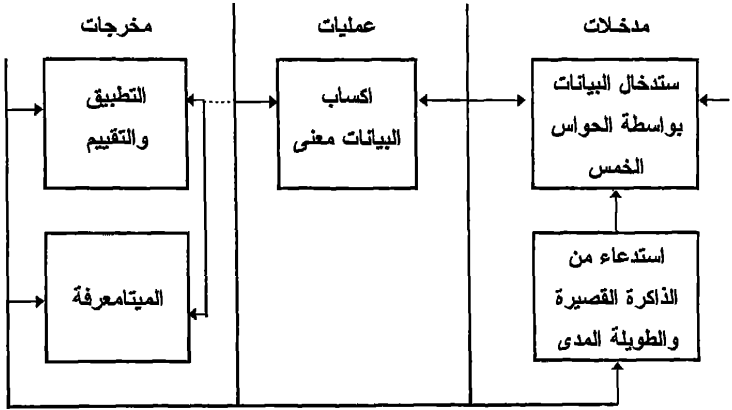 مدخلات
عمليات
مخرجات
ستدخال البيانات
بواسطة الحواس
الخمس
اكساب
البيانات معنى
التطبيق
والتقييم
استدعاء من
الذاكرة القصيرة
والطويلة المدى
الميتامعرفة